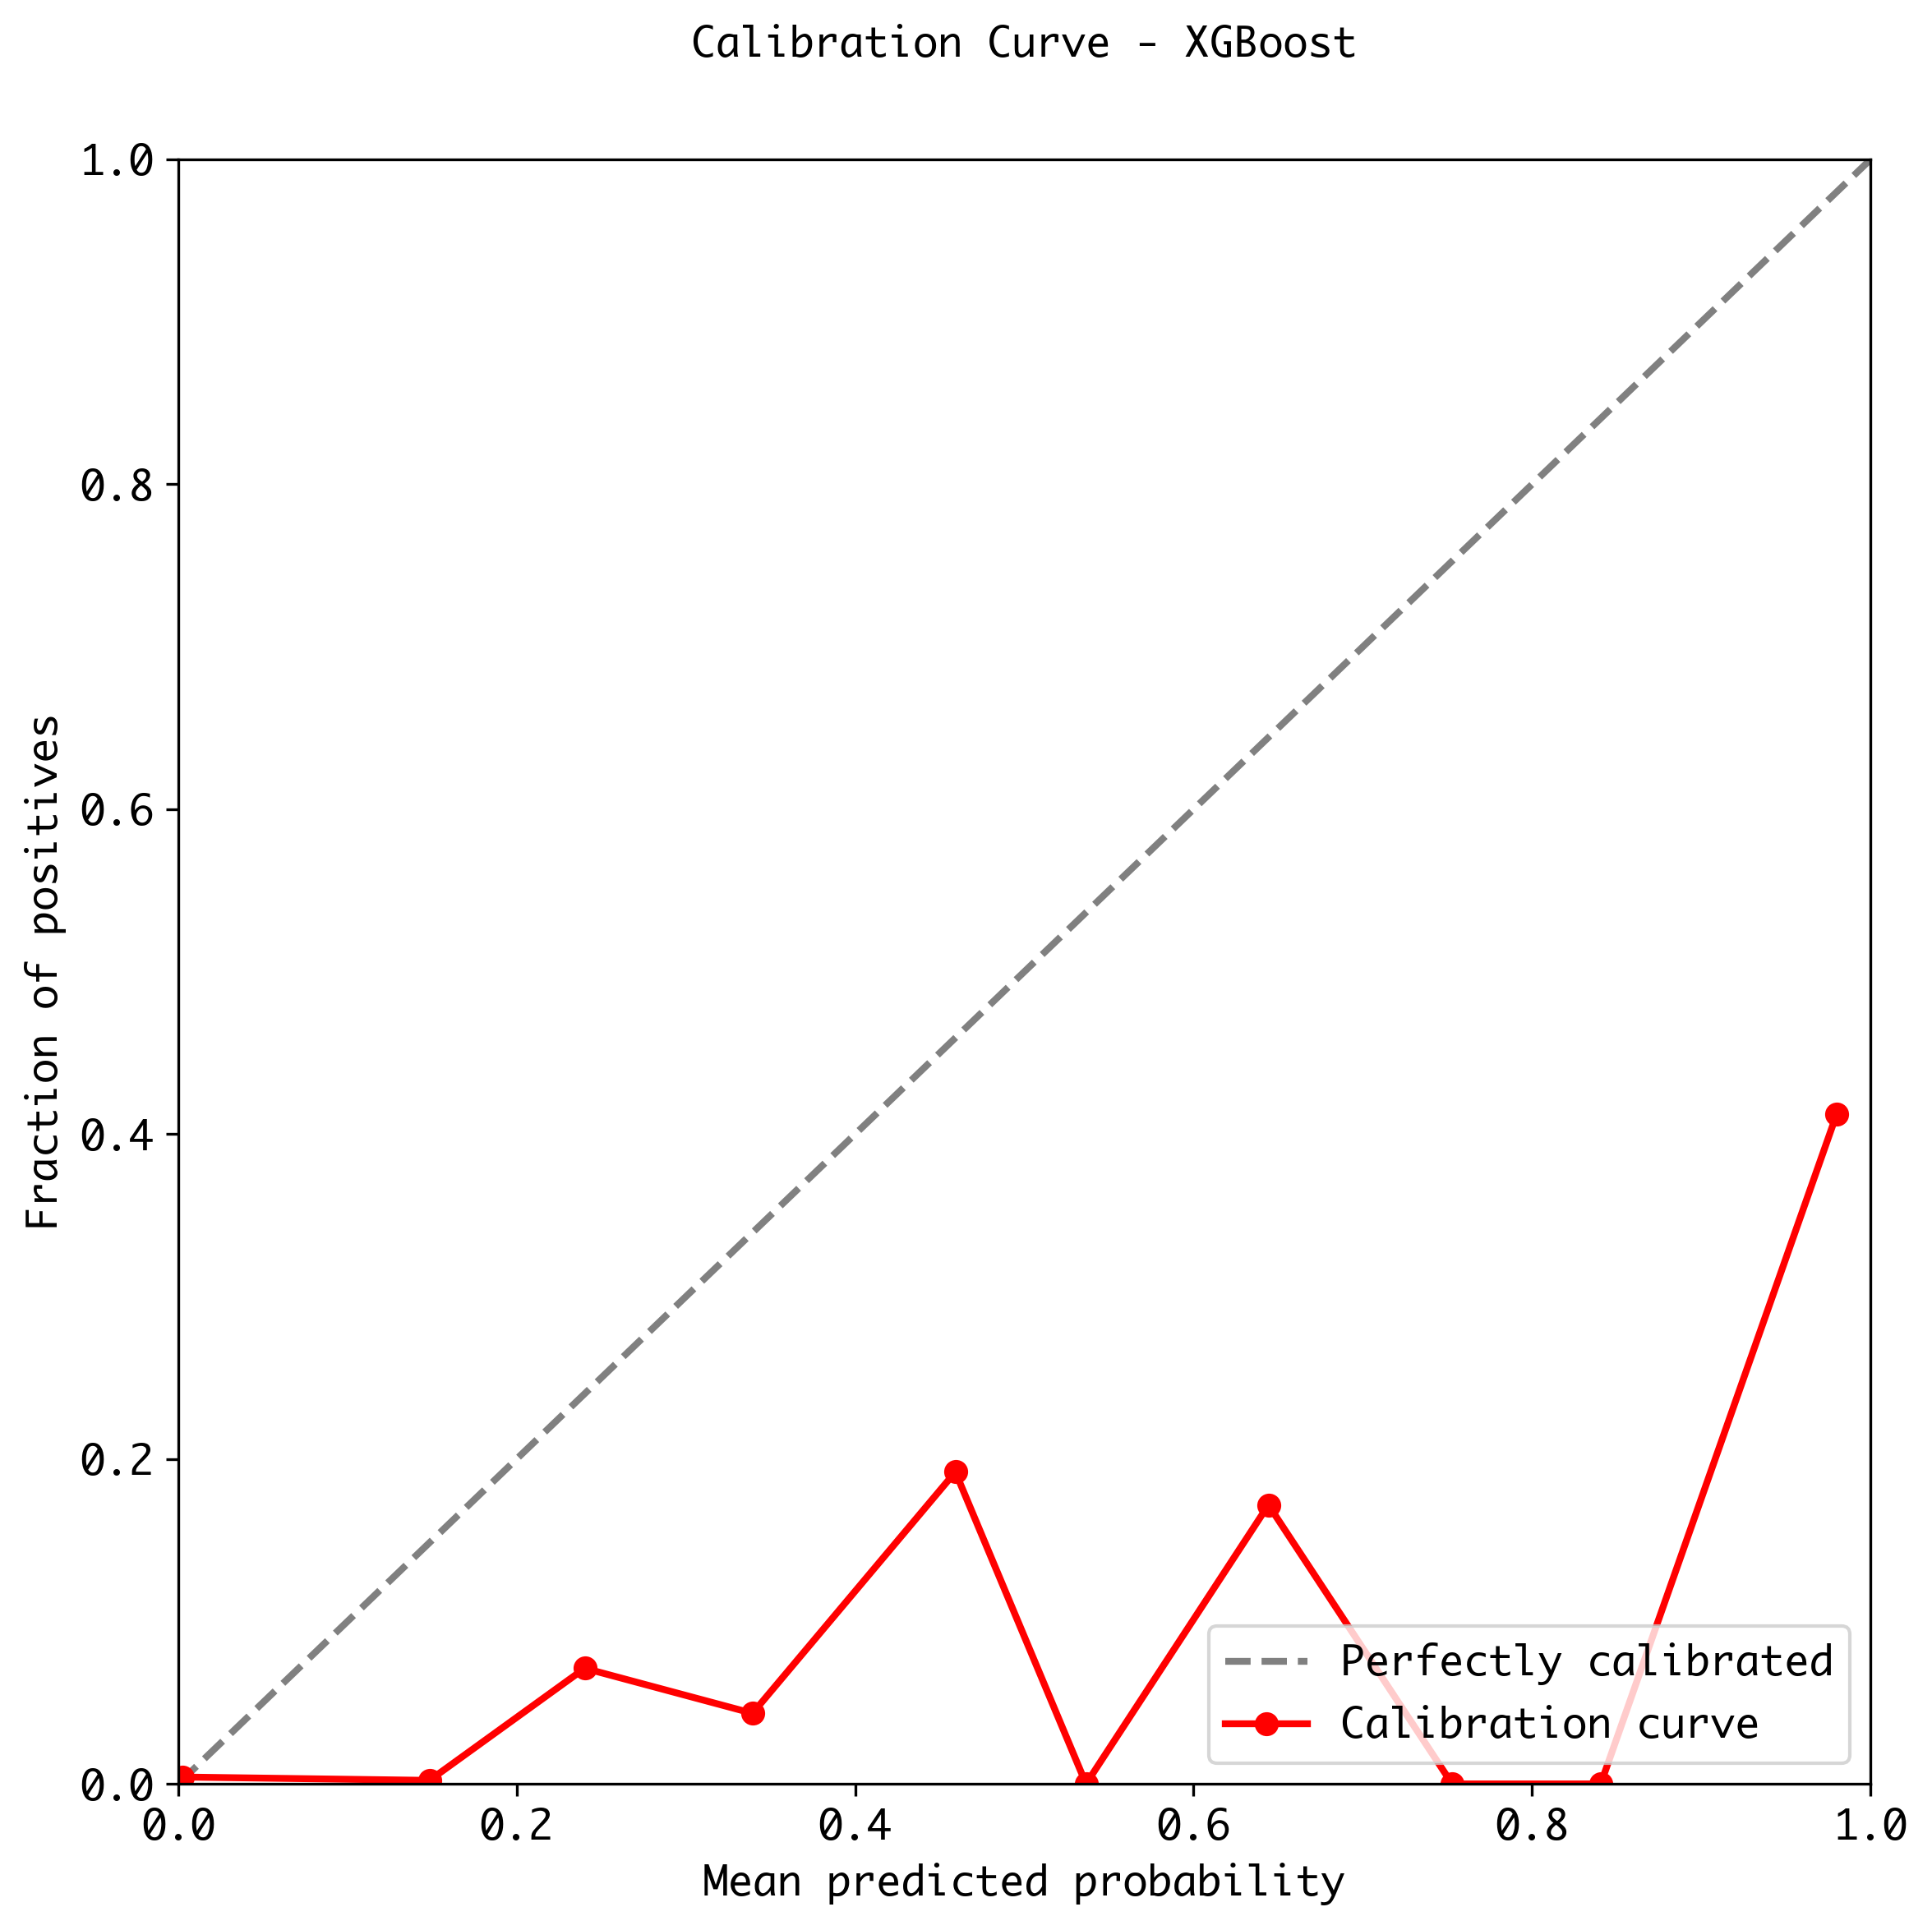 Calibration Curve - XGBoost
1.0
0.8
0.6
0.4
0.2
0.0
Fraction of positives
0.0 0.2 0.4 0.6 0.8 1.0
Mean predicted probability
Perfectly calibrated
Calibration curve